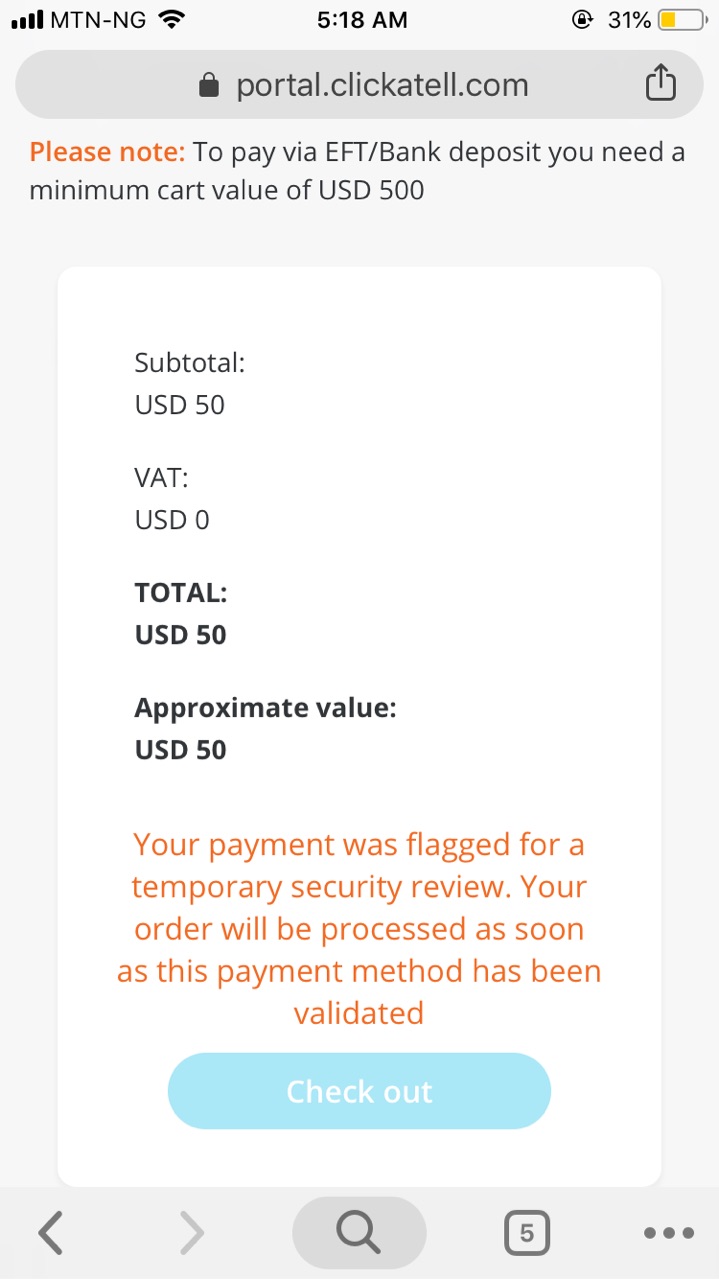 MTN-NG 5:18 AM 31%
portal.clickatell.com
Please note: To pay via EFT/Bank deposit you need a
minimum cart value of USD 500
Subtotal:
USD 50
VAT:
USD 0
TOTAL:
USD 50
Approximate value:
USD 50
Your payment was flagged for a
temporary security review. Your
order will be processed as soon
as this payment method has been
validated
Check out
5